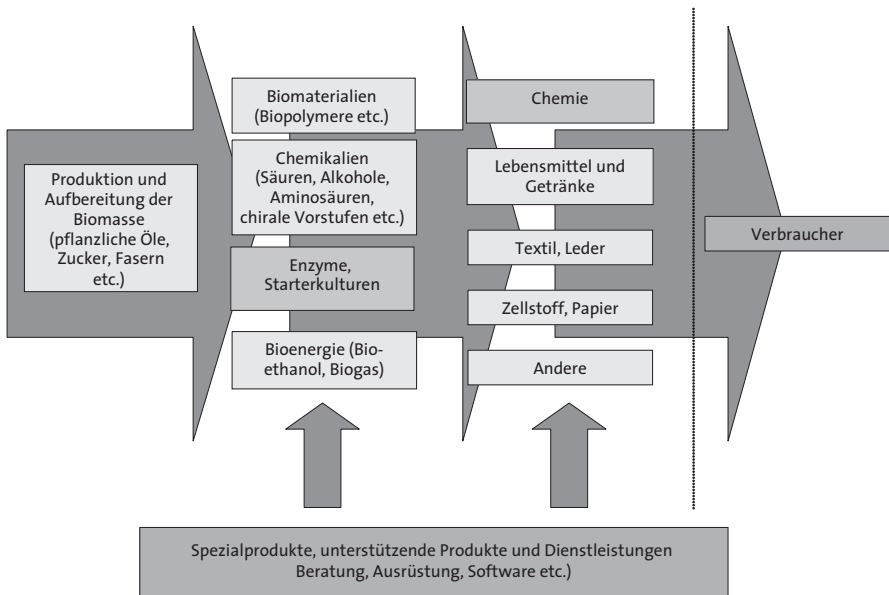 Produktion und
Aufbereitung der
Biomasse
(pflanzliche Öle,
Zucker, Fasern
etc.)
Biomaterialien
(Biopolymere etc.)
Chemikalien
(Säuren, Alkohole,
Aminosäuren,
chirale Vorstufen etc.)
Enzyme,
Starterkulturen
Bioenergie (Bio-
ethanol, Biogas)
Chemie
Lebensmittel und
Getränke
Textil, Leder
Zellstoff, Papier
Andere
Verbraucher
Spezialprodukte, unterstützende Produkte und Dienstleistungen
Beratung, Ausrüstung, Software etc.)